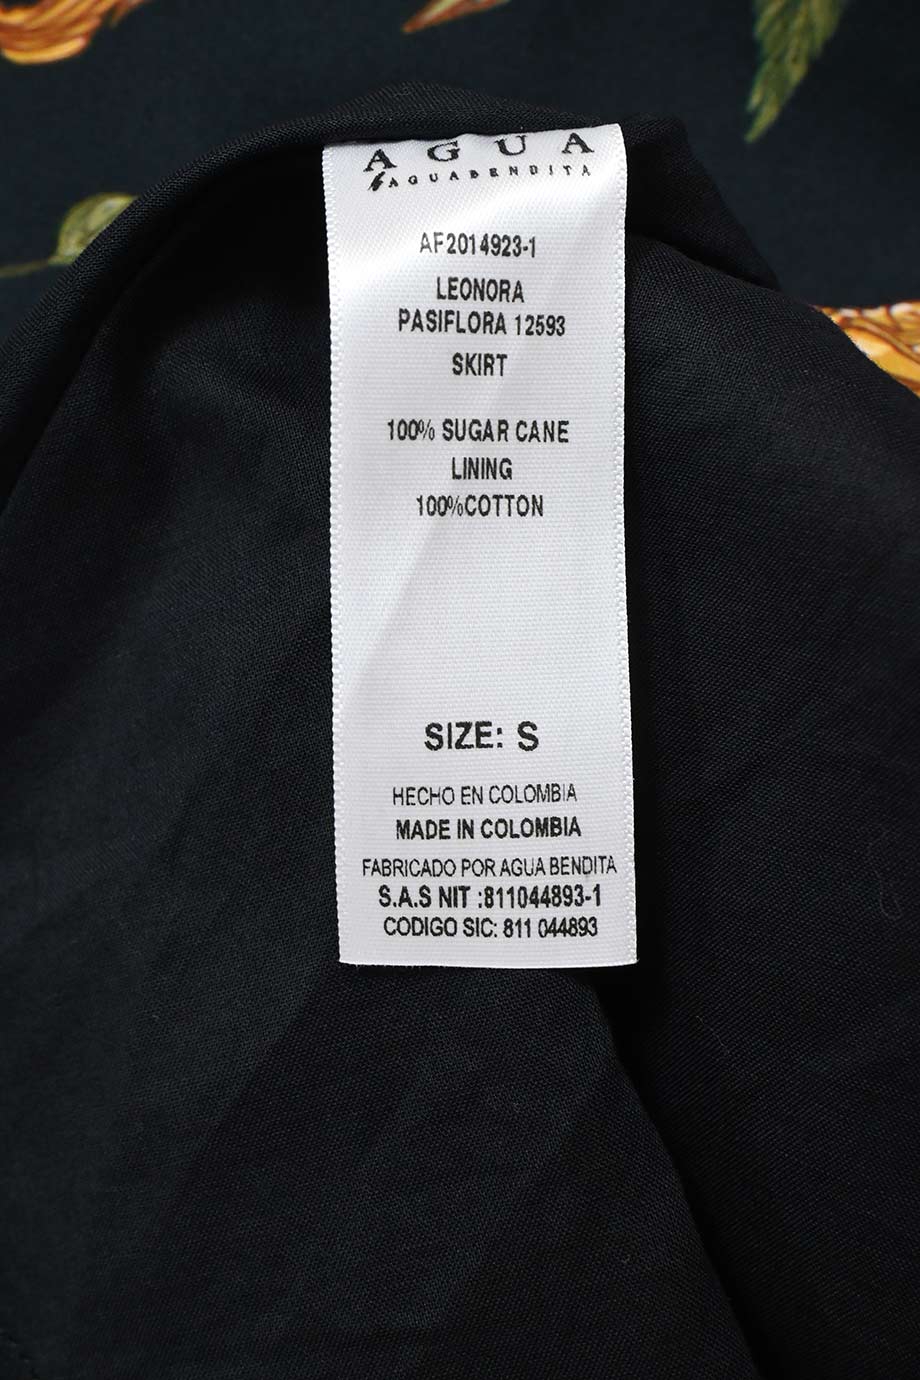 AGUA
by AGUABENDITA
AF2014923-1
LEONORA
PASIFLORA 12593
SKIRT
100% SUGAR CANE
LINING
100%COTTON
SIZE: S
HECHO EN COLOMBIA
MADE IN COLOMBIA
FABRICADO POR AGUA BENDITA
S.A.S NIT :811044893-1
CODIGO SIC: 811 044893